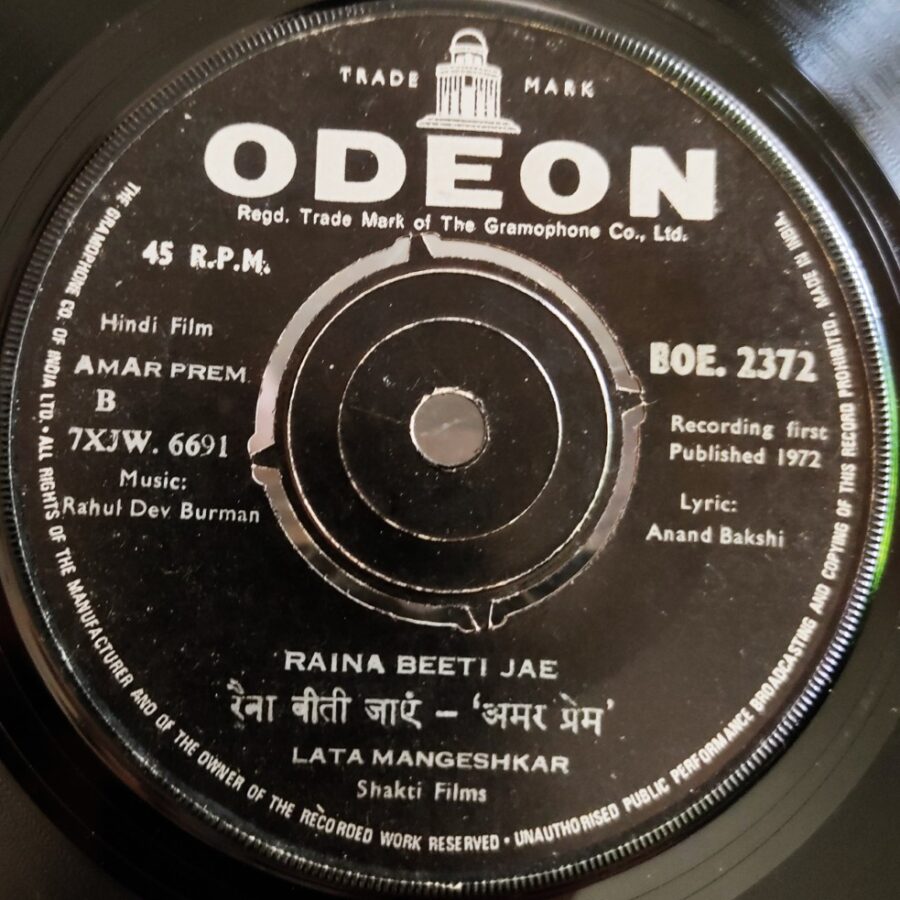 TRADE MARK
ODEON
Regd. Trade Mark of The Gramophone Co., Ltd.
45 R.P.M.
Hindi Film
AMAR PREM
B
7XJW. 6691
Music:
Rahul Dev Burman
BOE. 2372
Recording first
Published 1972
Lyric:
Anand Bakshi
RAINA BEETI JAE
रैना बीती जाएं – 'अमर प्रेम'
LATA MANGESHKAR
Shakti Films
THE GRAMOPHONE CO. OF INDIA LTD. • ALL RIGHTS OF THE MANUFACTURER AND OF THE OWNER OF THE RECORDED WORK RESERVED • UNAUTHORISED PUBLIC PERFORMANCE BROADCASTING AND COPYING OF THIS RECORD PROHIBITED. MADE IN INDIA.